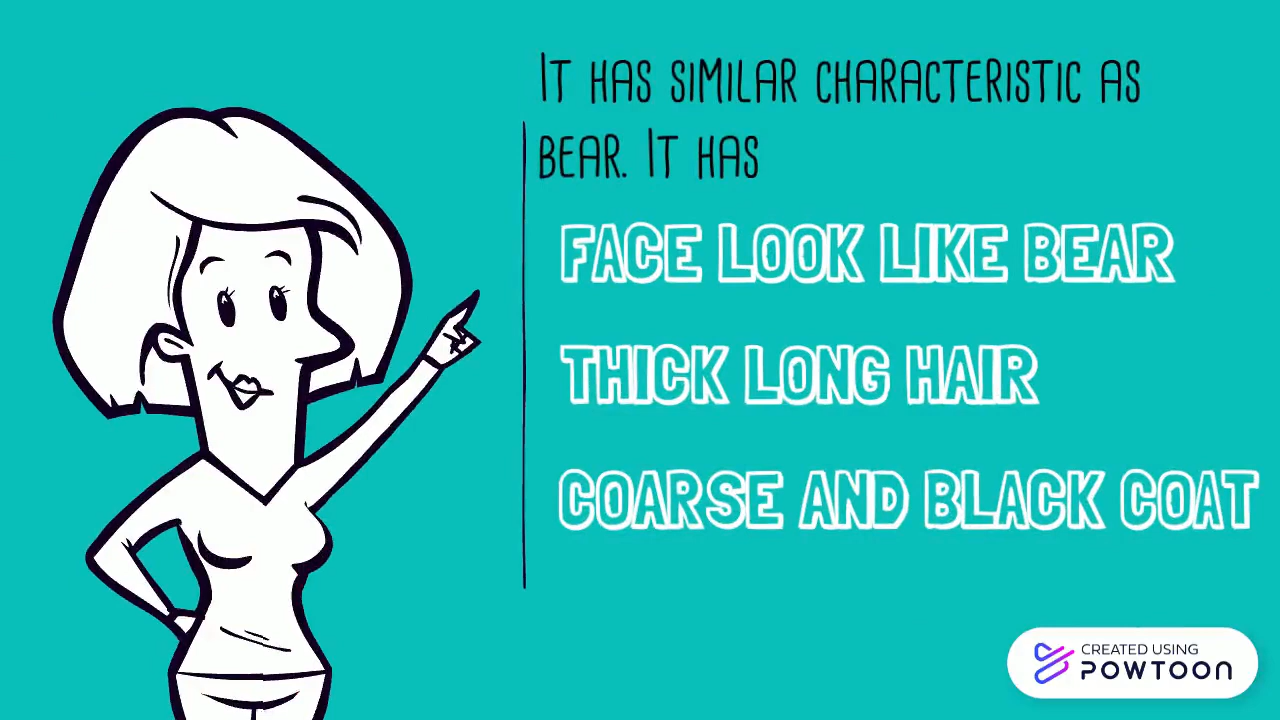 IT HAS SIMILAR CHARACTERISTIC AS
BEAR. IT HAS
FACE LOOK LIKE BEAR
THICK LONG HAIR
COARSE AND BLACK COAT
CREATED USING
POWTOON